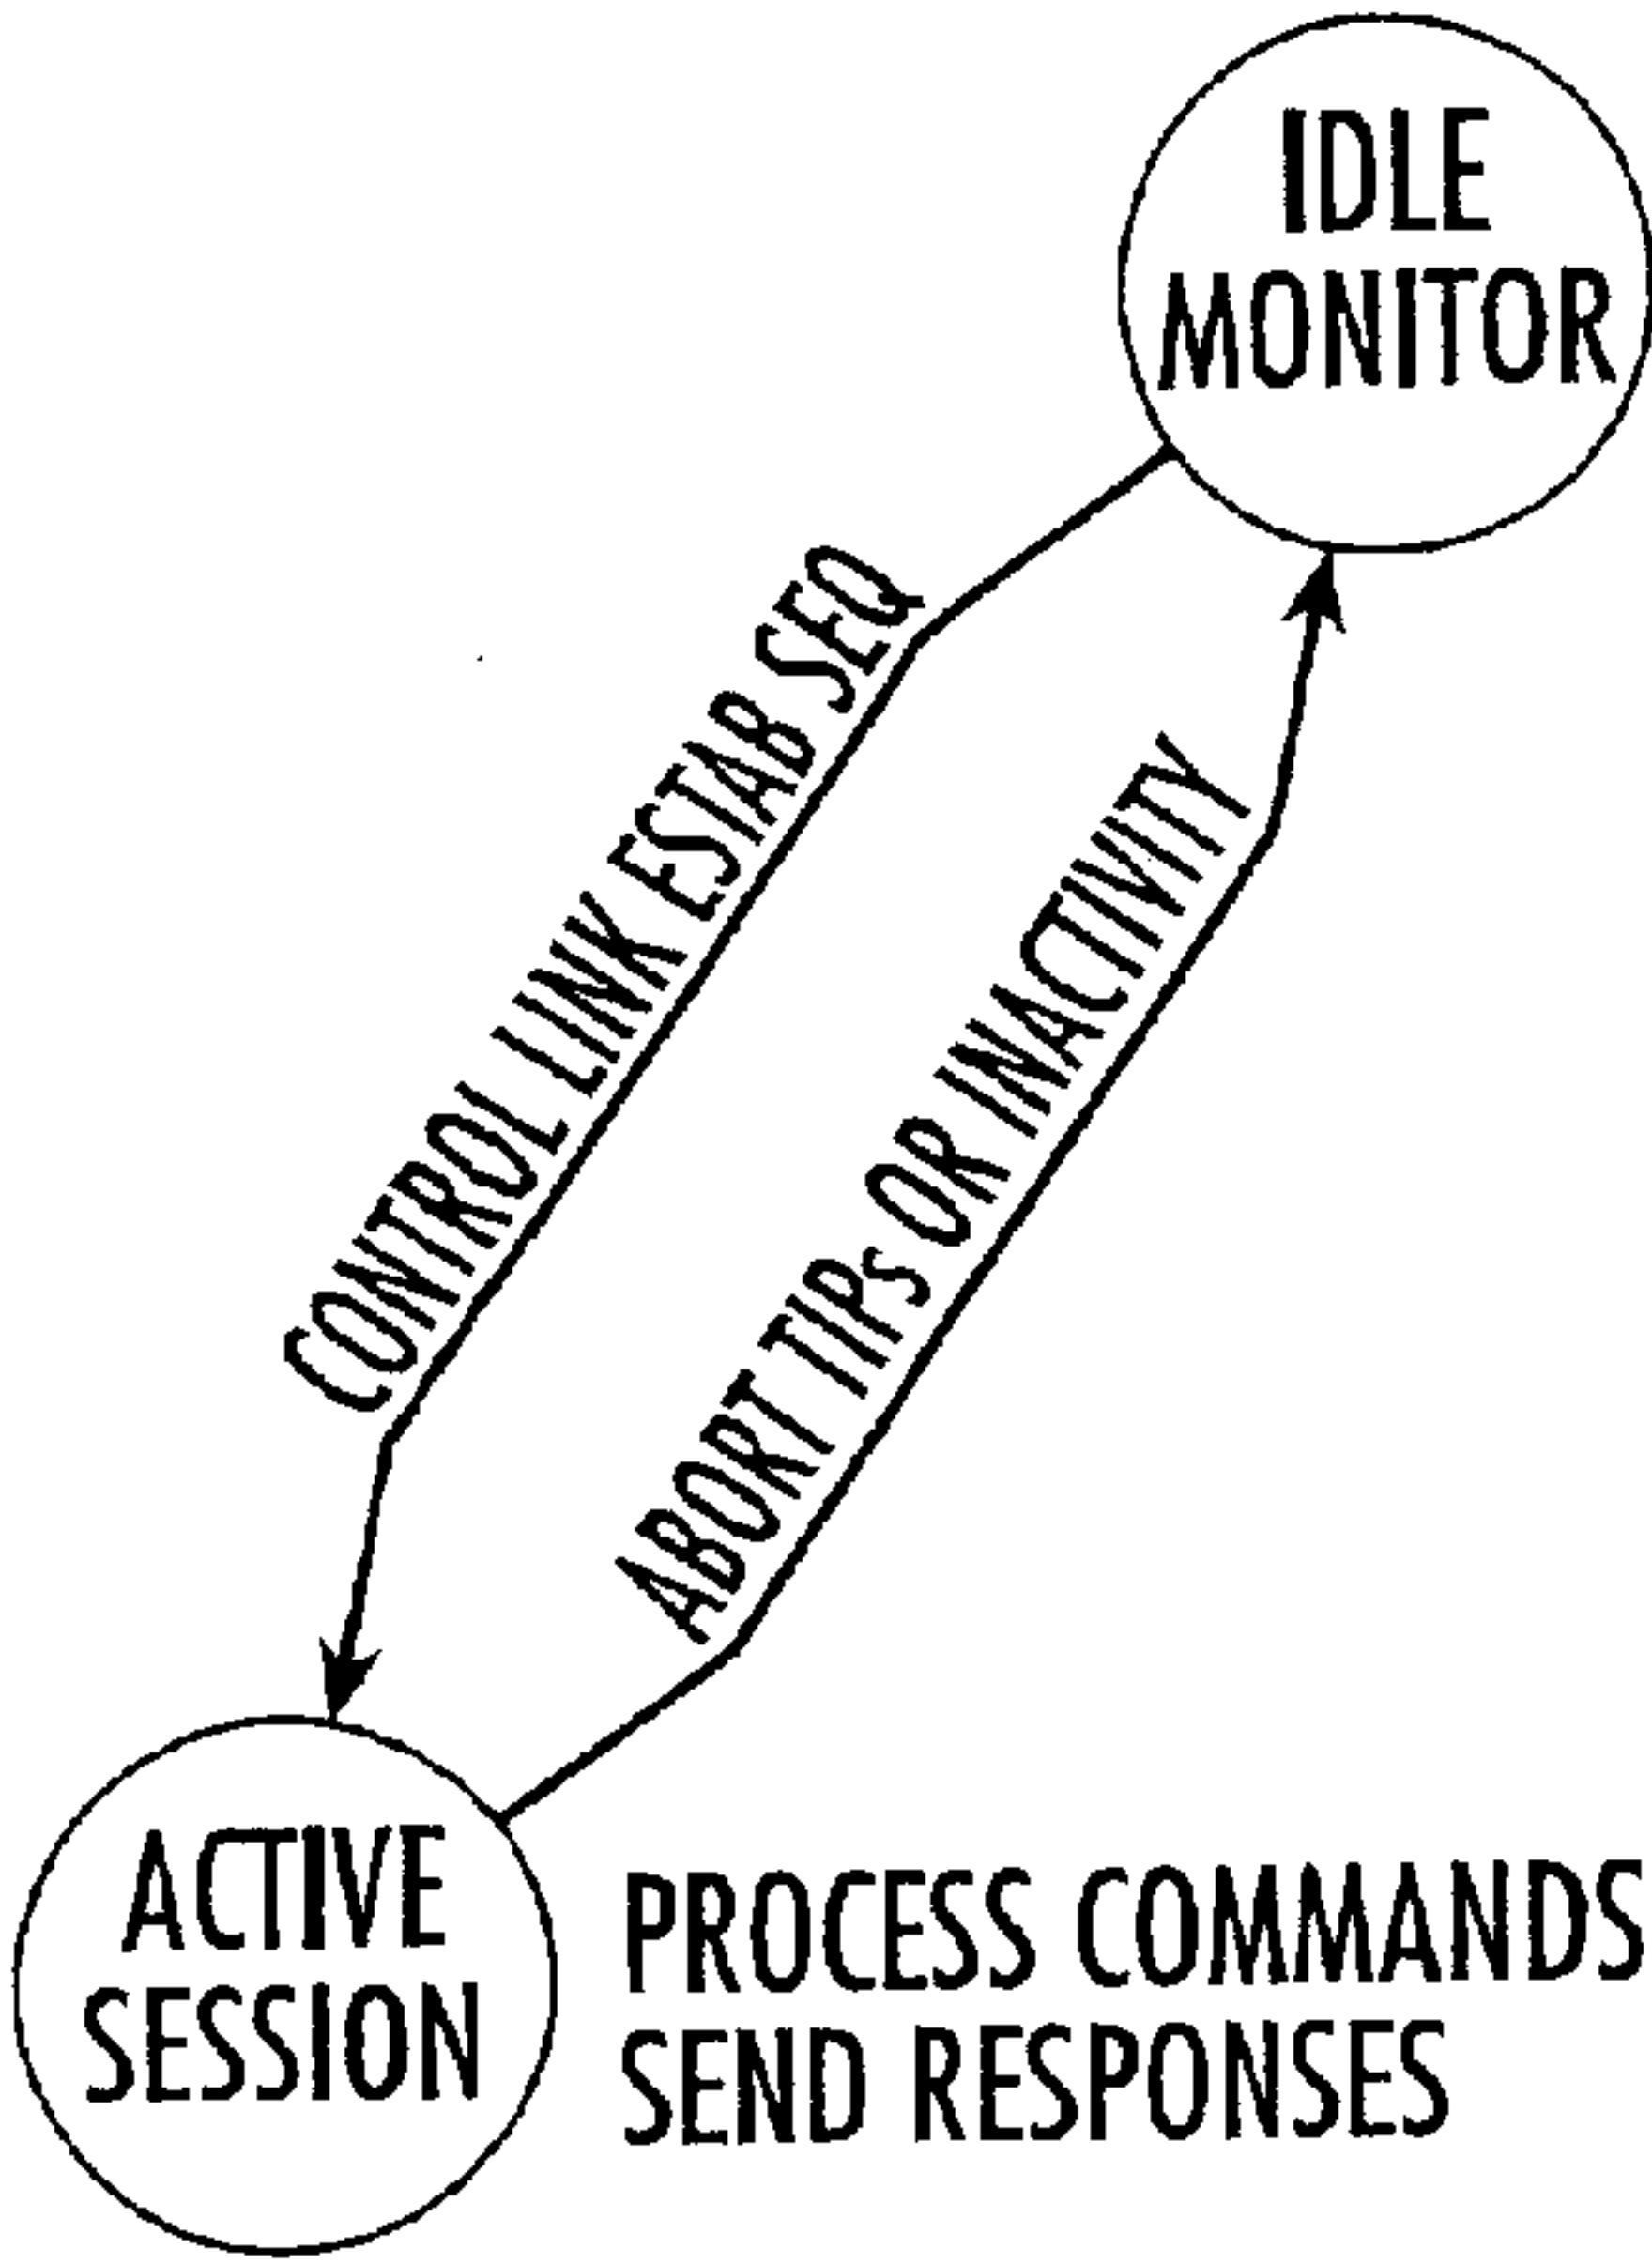 IDLE
MONITOR
CONTROL LINK ESTAB SEQ
ABORT TIPs OR INACTIVITY
ACTIVE
SESSION
PROCESS COMMANDS
SEND RESPONSES